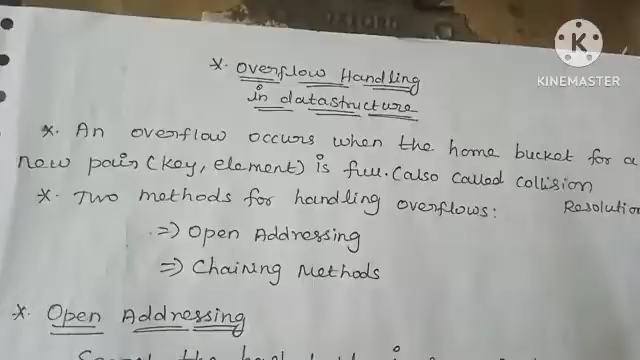 *. Overflow Handling
in datastructure
*. An overflow occurs when the home bucket for a
new pair (key, element) is full. (also called collision
Resolution
*. Two methods for handling overflows:
=> Open Addressing
=> Chaining Methods
* Open Addressing
K
KINEMASTER